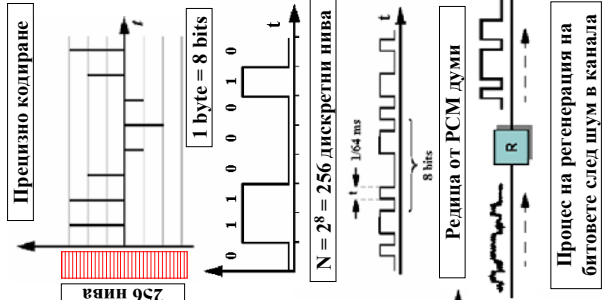 Прецизно кодиране
t
256 нива
1 byte = 8 bits
0 1 1 0 0 0 1 0
t
N = 2⁸ = 256 дискретни нива
t
1/64 ms
t
8 bits
Редица от PCM думи
R
Процес на регенерация на
битовете след шум в канала